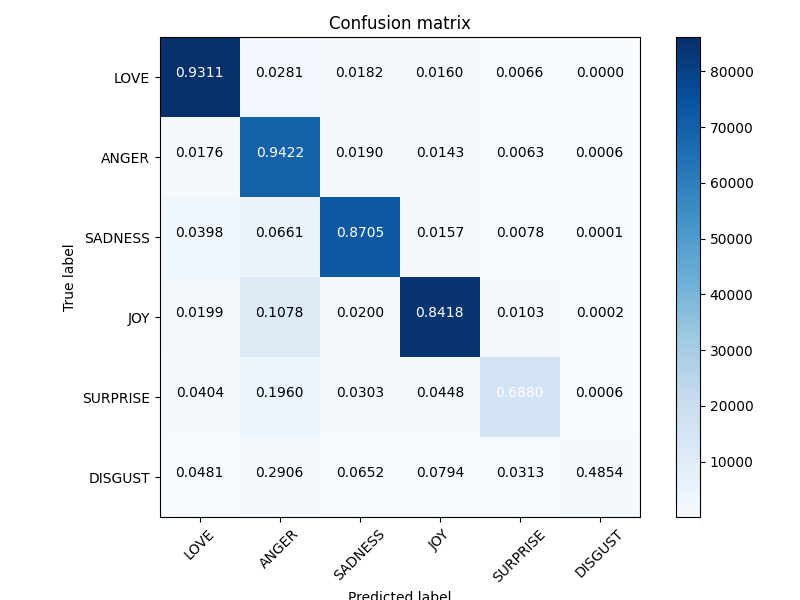 Confusion matrix
LOVE 0.9311 0.0281 0.0182 0.0160 0.0066 0.0000
ANGER 0.0176 0.9422 0.0190 0.0143 0.0063 0.0006
SADNESS 0.0398 0.0661 0.8705 0.0157 0.0078 0.0001
JOY 0.0199 0.1078 0.0200 0.8418 0.0103 0.0002
SURPRISE 0.0404 0.1960 0.0303 0.0448 0.6880 0.0006
DISGUST 0.0481 0.2906 0.0652 0.0794 0.0313 0.4854
True label
LOVE ANGER SADNESS JOY SURPRISE DISGUST
Predicted label
80000
70000
60000
50000
40000
30000
20000
10000